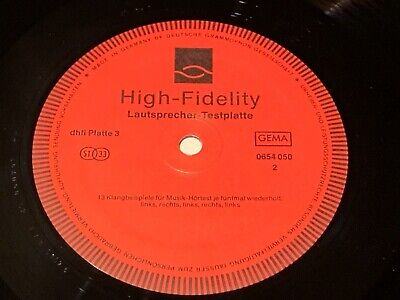 MADE IN GERMANY BY DEUTSCHE GRAMMOPHON GESELLSCHAFT
High-Fidelity
Lautsprecher-Testplatte
dhfi Platte 3
GEMA
ST 33
0654 050
2
13 Klangbeispiele für Musik-Hörtest je fünfmal wiederholt:
links, rechts, links, rechts, links.